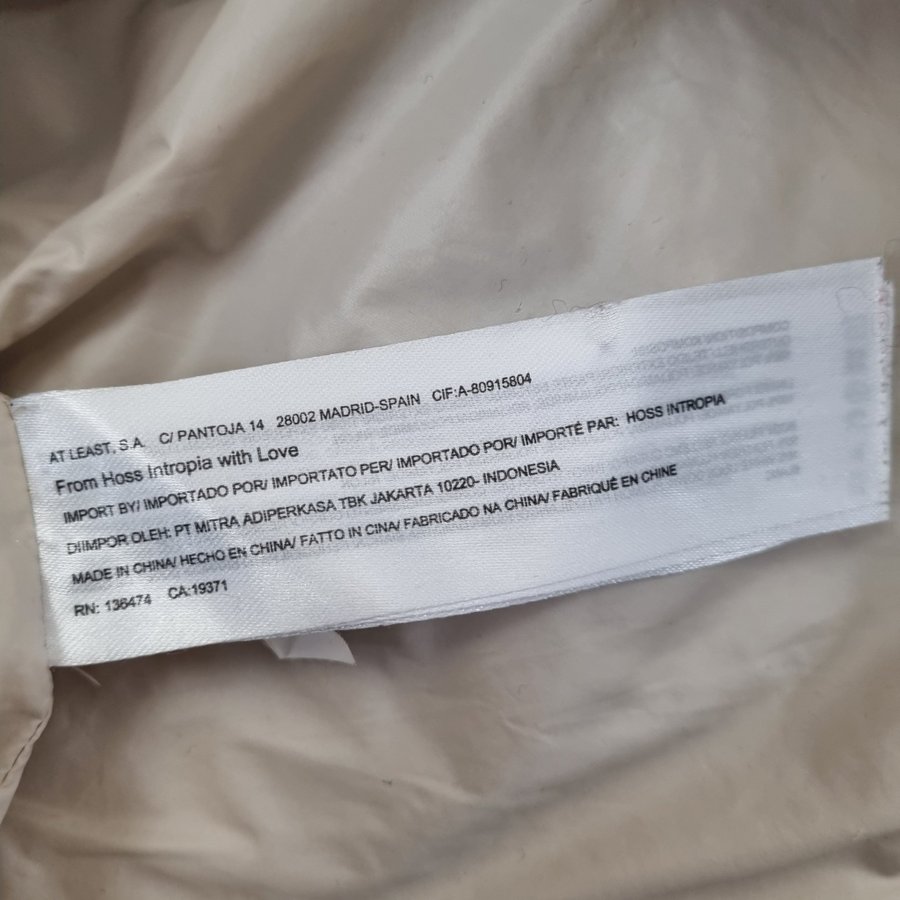 AT LEAST, S.A. C/ PANTOJA 14 28002 MADRID-SPAIN CIF:A-80915804
From Hoss Intropia with Love
IMPORT BY/ IMPORTADO POR/ IMPORTATO PER/ IMPORTADO POR/ IMPORTÉ PAR: HOSS INTROPIA
DIIMPOR OLEH: PT MITRA ADIPERKASA TBK JAKARTA 10220- INDONESIA
MADE IN CHINA/ HECHO EN CHINA/ FATTO IN CINA/ FABRICADO NA CHINA/ FABRIQUÉ EN CHINE
RN: 136474 CA:19371